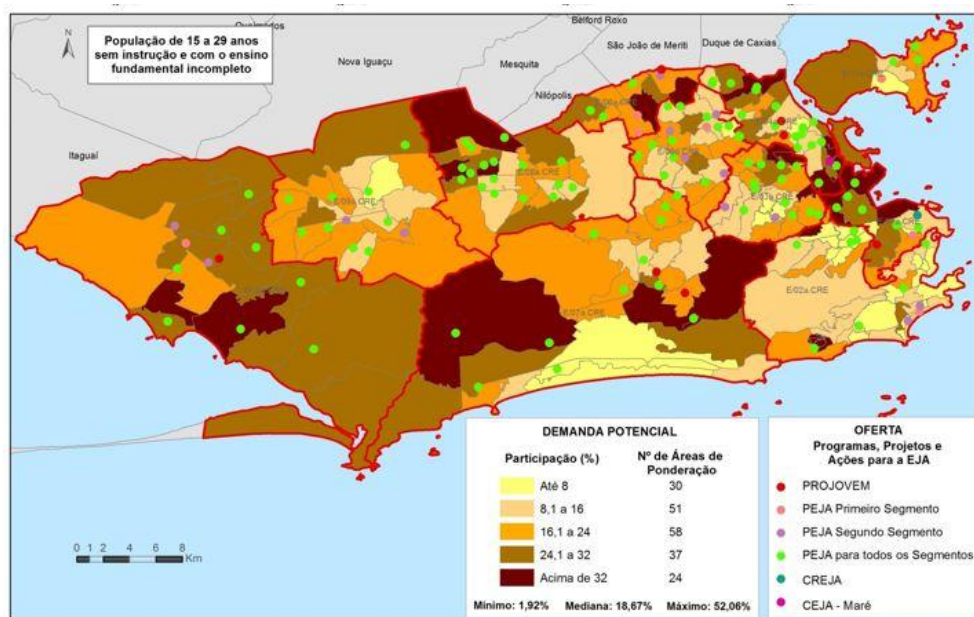 População de 15 a 29 anos
sem instrução e com o ensino
fundamental incompleto
N
Queimados
Belford Roxo
São João de Meriti
Duque de Caxias
Nova Iguaçu
Mesquita
Nilópolis
Itaguaí
E/02a CRE
E/07a CRE
0 1 2 4 6 8
Km
DEMANDA POTENCIAL
Participação (%)
Nº de Áreas de
Ponderação
Até 8 30
8,1 a 16 51
16,1 a 24 58
24,1 a 32 37
Acima de 32 24
Mínimo: 1,92% Mediana: 18,67% Máximo: 52,06%
OFERTA
Programas, Projetos e
Ações para a EJA
PROJOVEM
PEJA Primeiro Segmento
PEJA Segundo Segmento
PEJA para todos os Segmentos
CREJA
CEJA - Maré